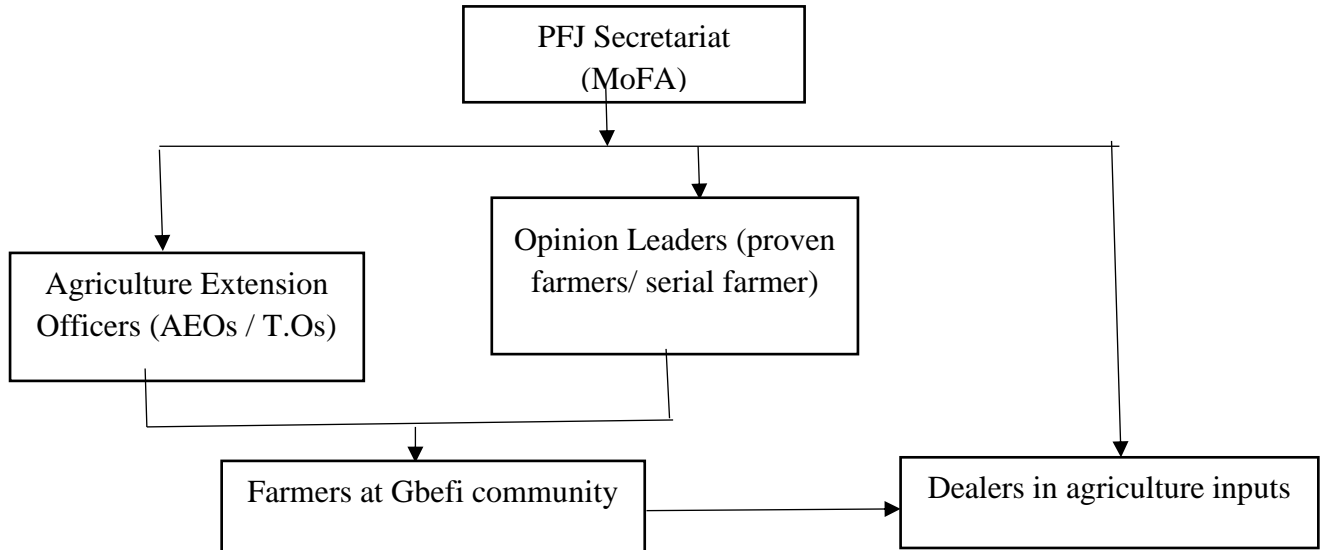 PFJ Secretariat
(MoFA)
Opinion Leaders (proven
farmers/ serial farmer)
Agriculture Extension
Officers (AEOs / T.Os)
Farmers at Gbefi community
Dealers in agriculture inputs